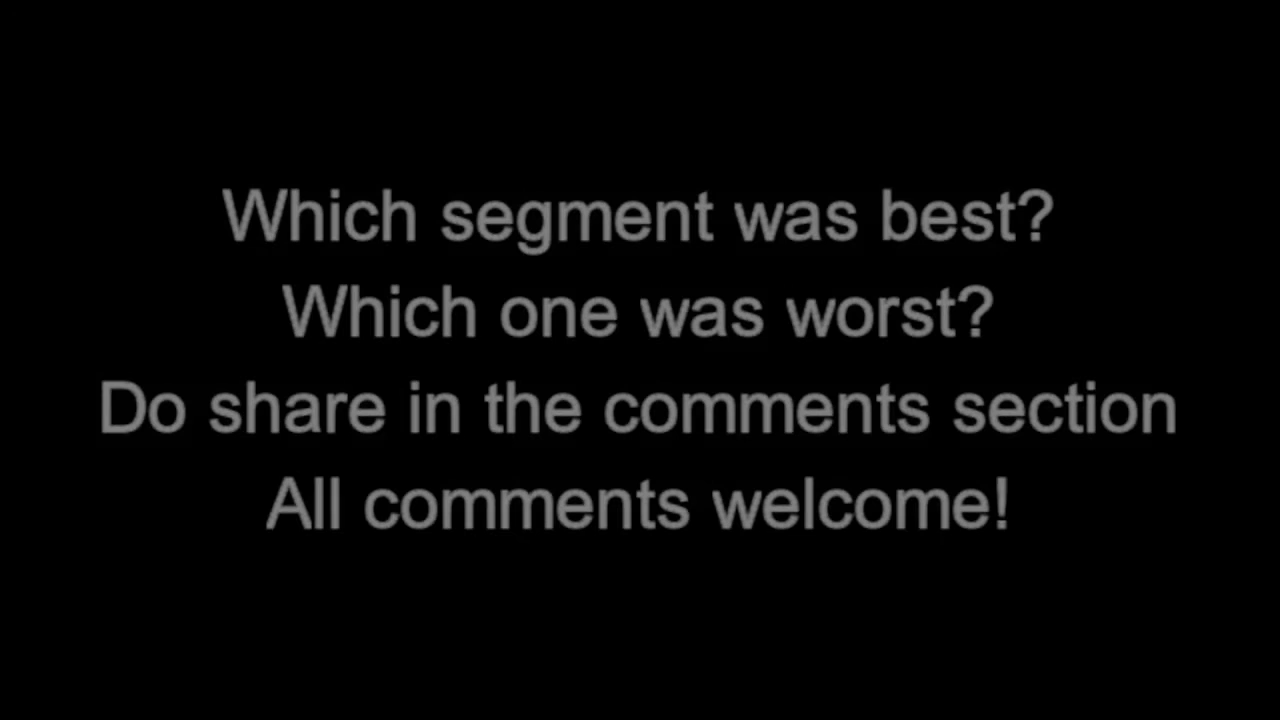 Which segment was best?
Which one was worst?
Do share in the comments section
All comments welcome!